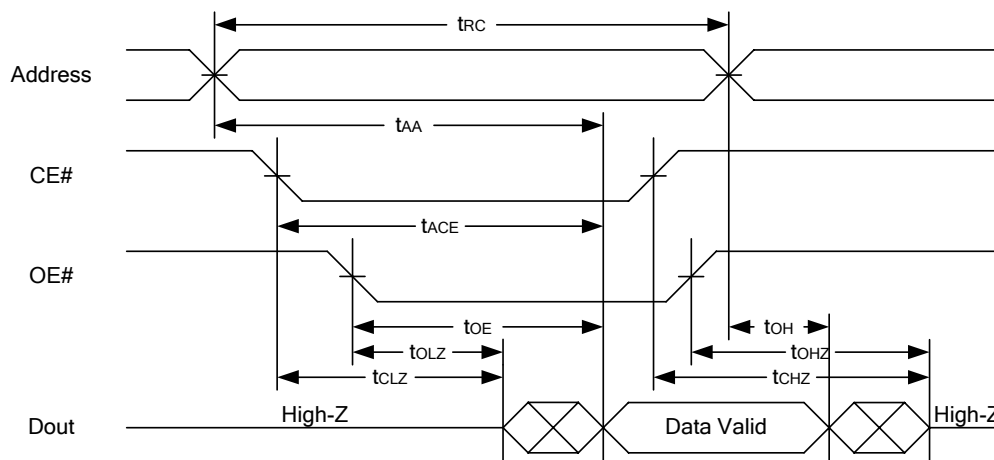 tRC
Address
tAA
CE#
tACE
OE#
tOE
tOH
tOLZ
tOHZ
tCLZ
tCHZ
High-Z
High-Z
Dout
Data Valid